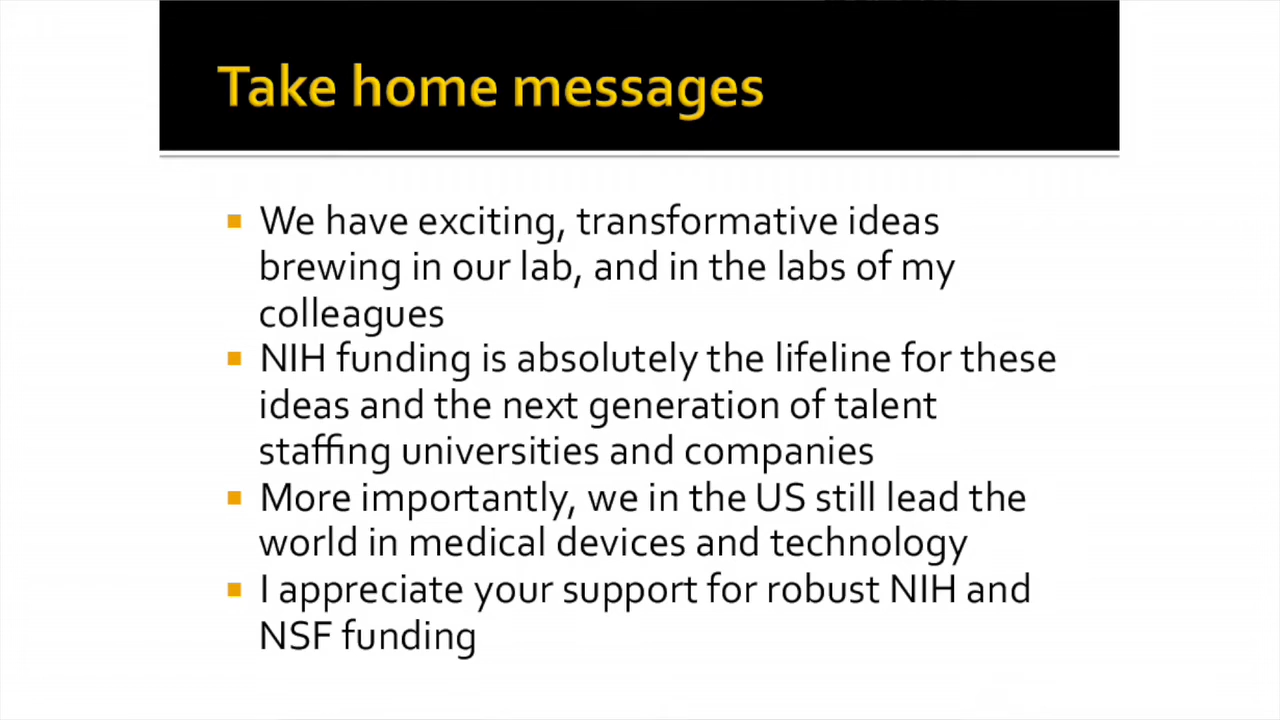 Take home messages
We have exciting, transformative ideas
brewing in our lab, and in the labs of my
colleagues
NIH funding is absolutely the lifeline for these
ideas and the next generation of talent
staffing universities and companies
More importantly, we in the US still lead the
world in medical devices and technology
I appreciate your support for robust NIH and
NSF funding